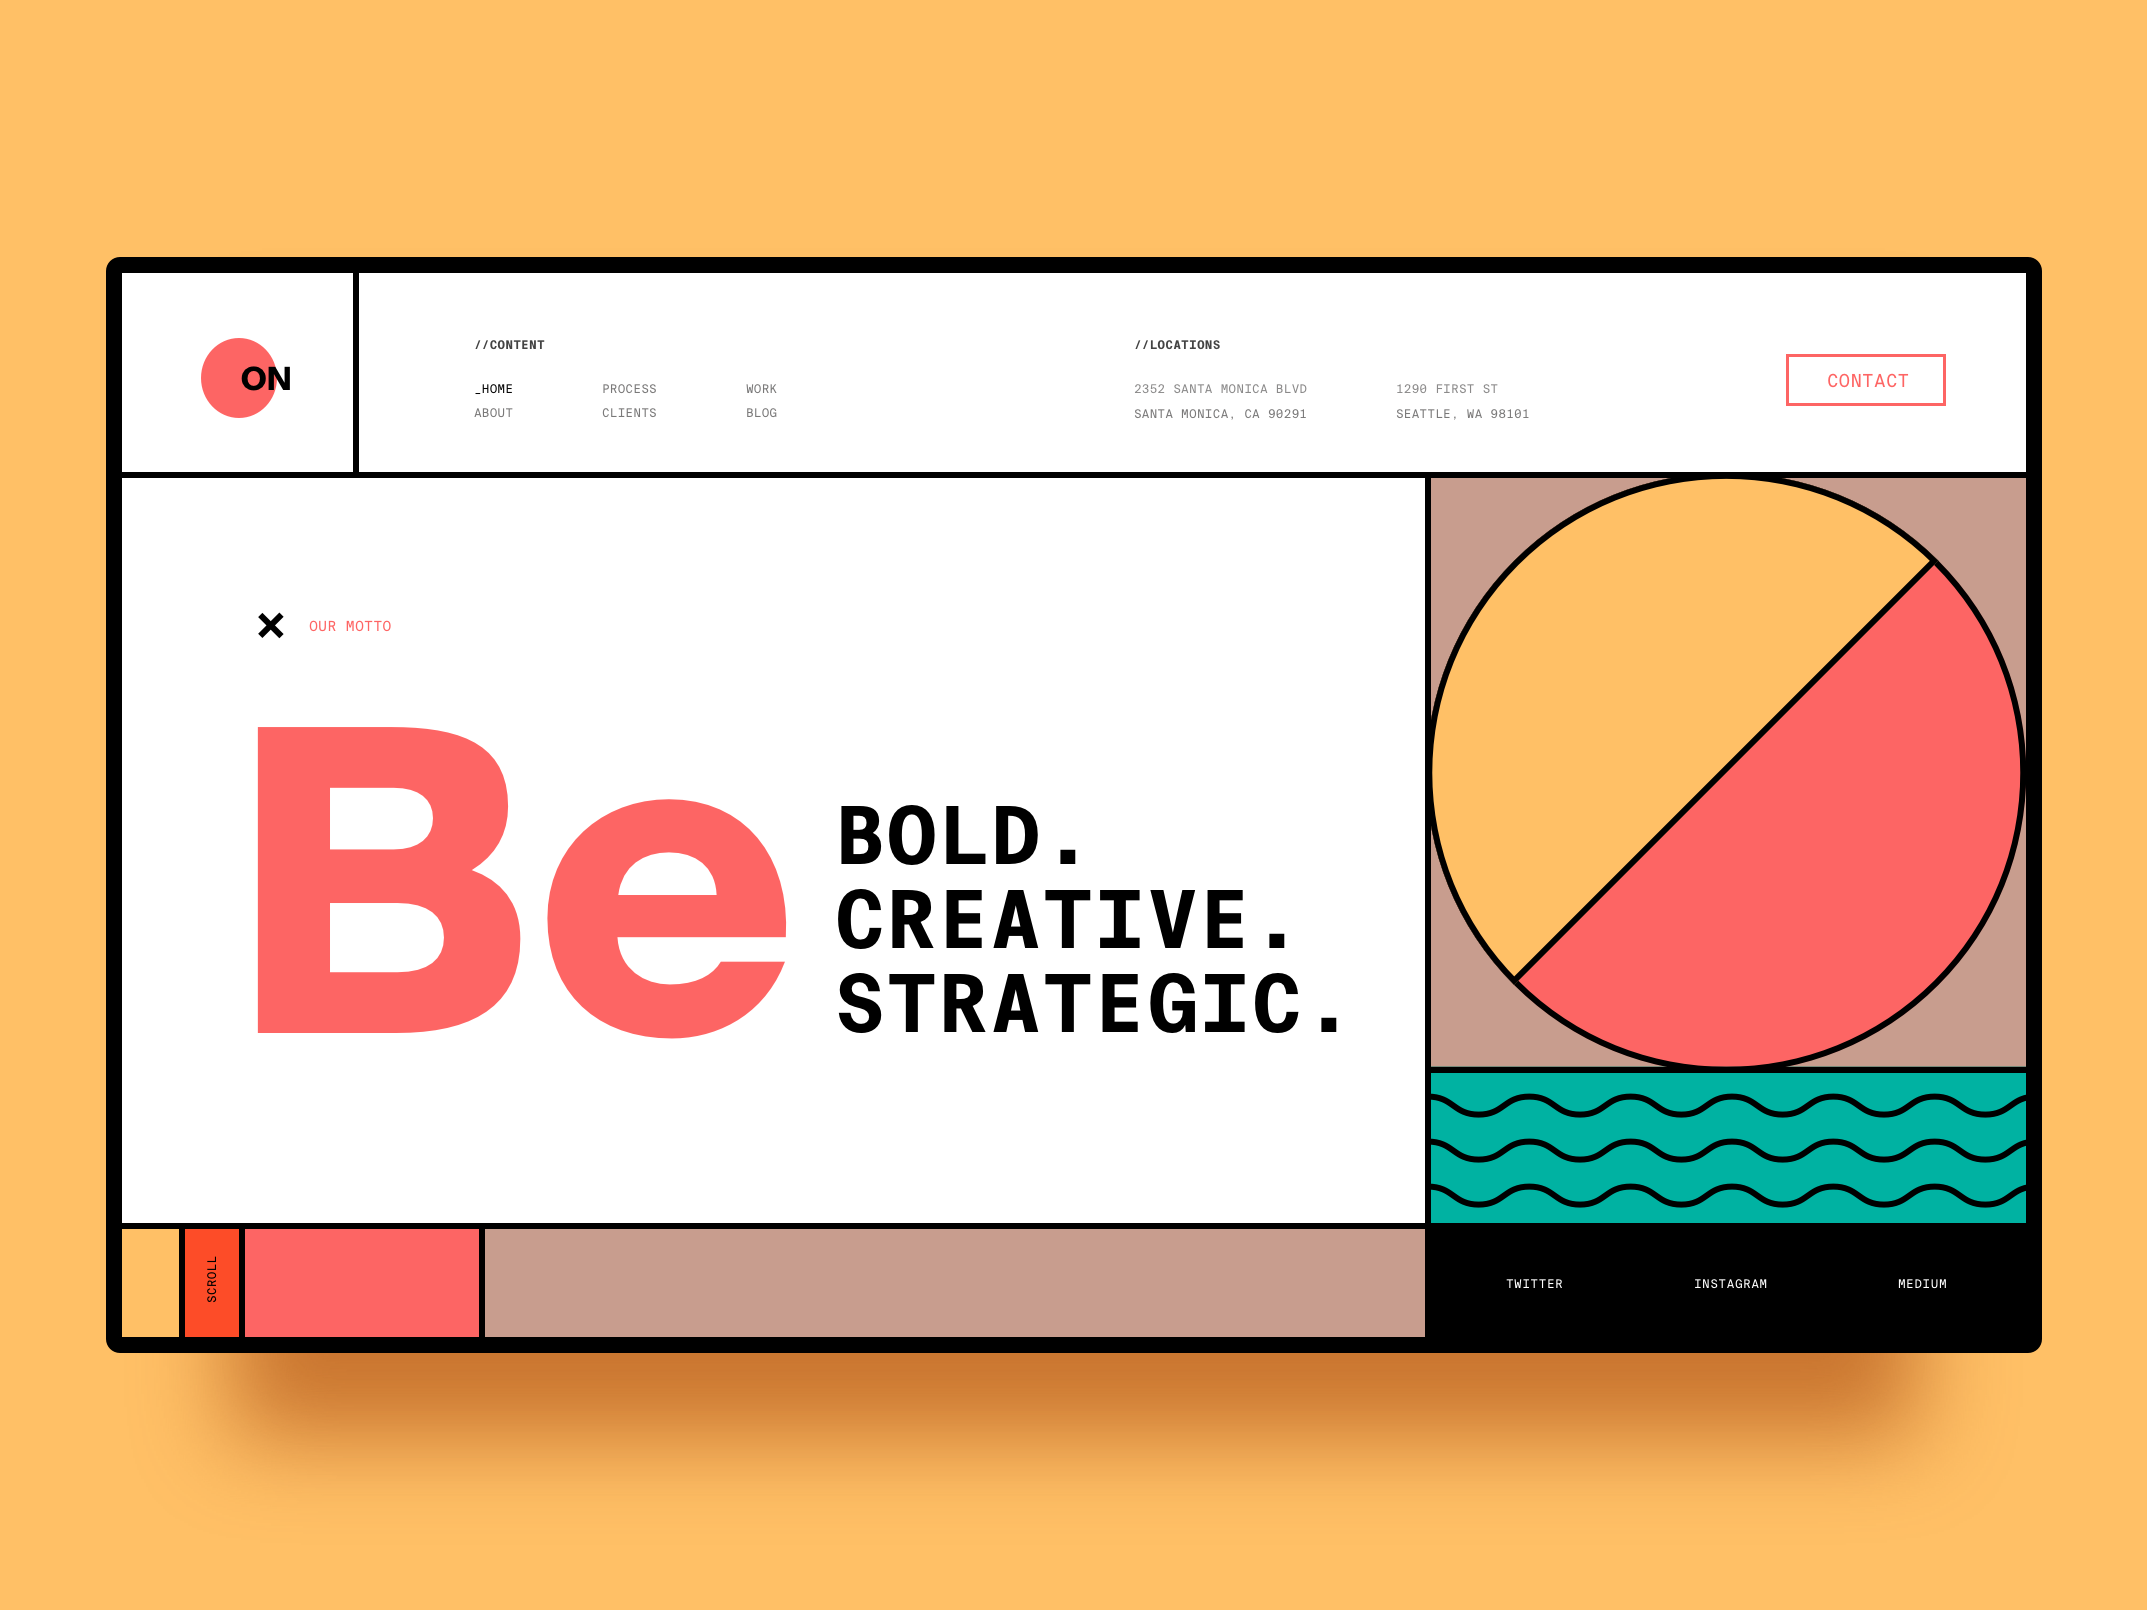 ON
//CONTENT
_HOME
ABOUT
PROCESS
CLIENTS
WORK
BLOG
//LOCATIONS
2352 SANTA MONICA BLVD
SANTA MONICA, CA 90291
1290 FIRST ST
SEATTLE, WA 98101
CONTACT
OUR MOTTO
Be
BOLD.
CREATIVE.
STRATEGIC.
SCROLL
TWITTER
INSTAGRAM
MEDIUM